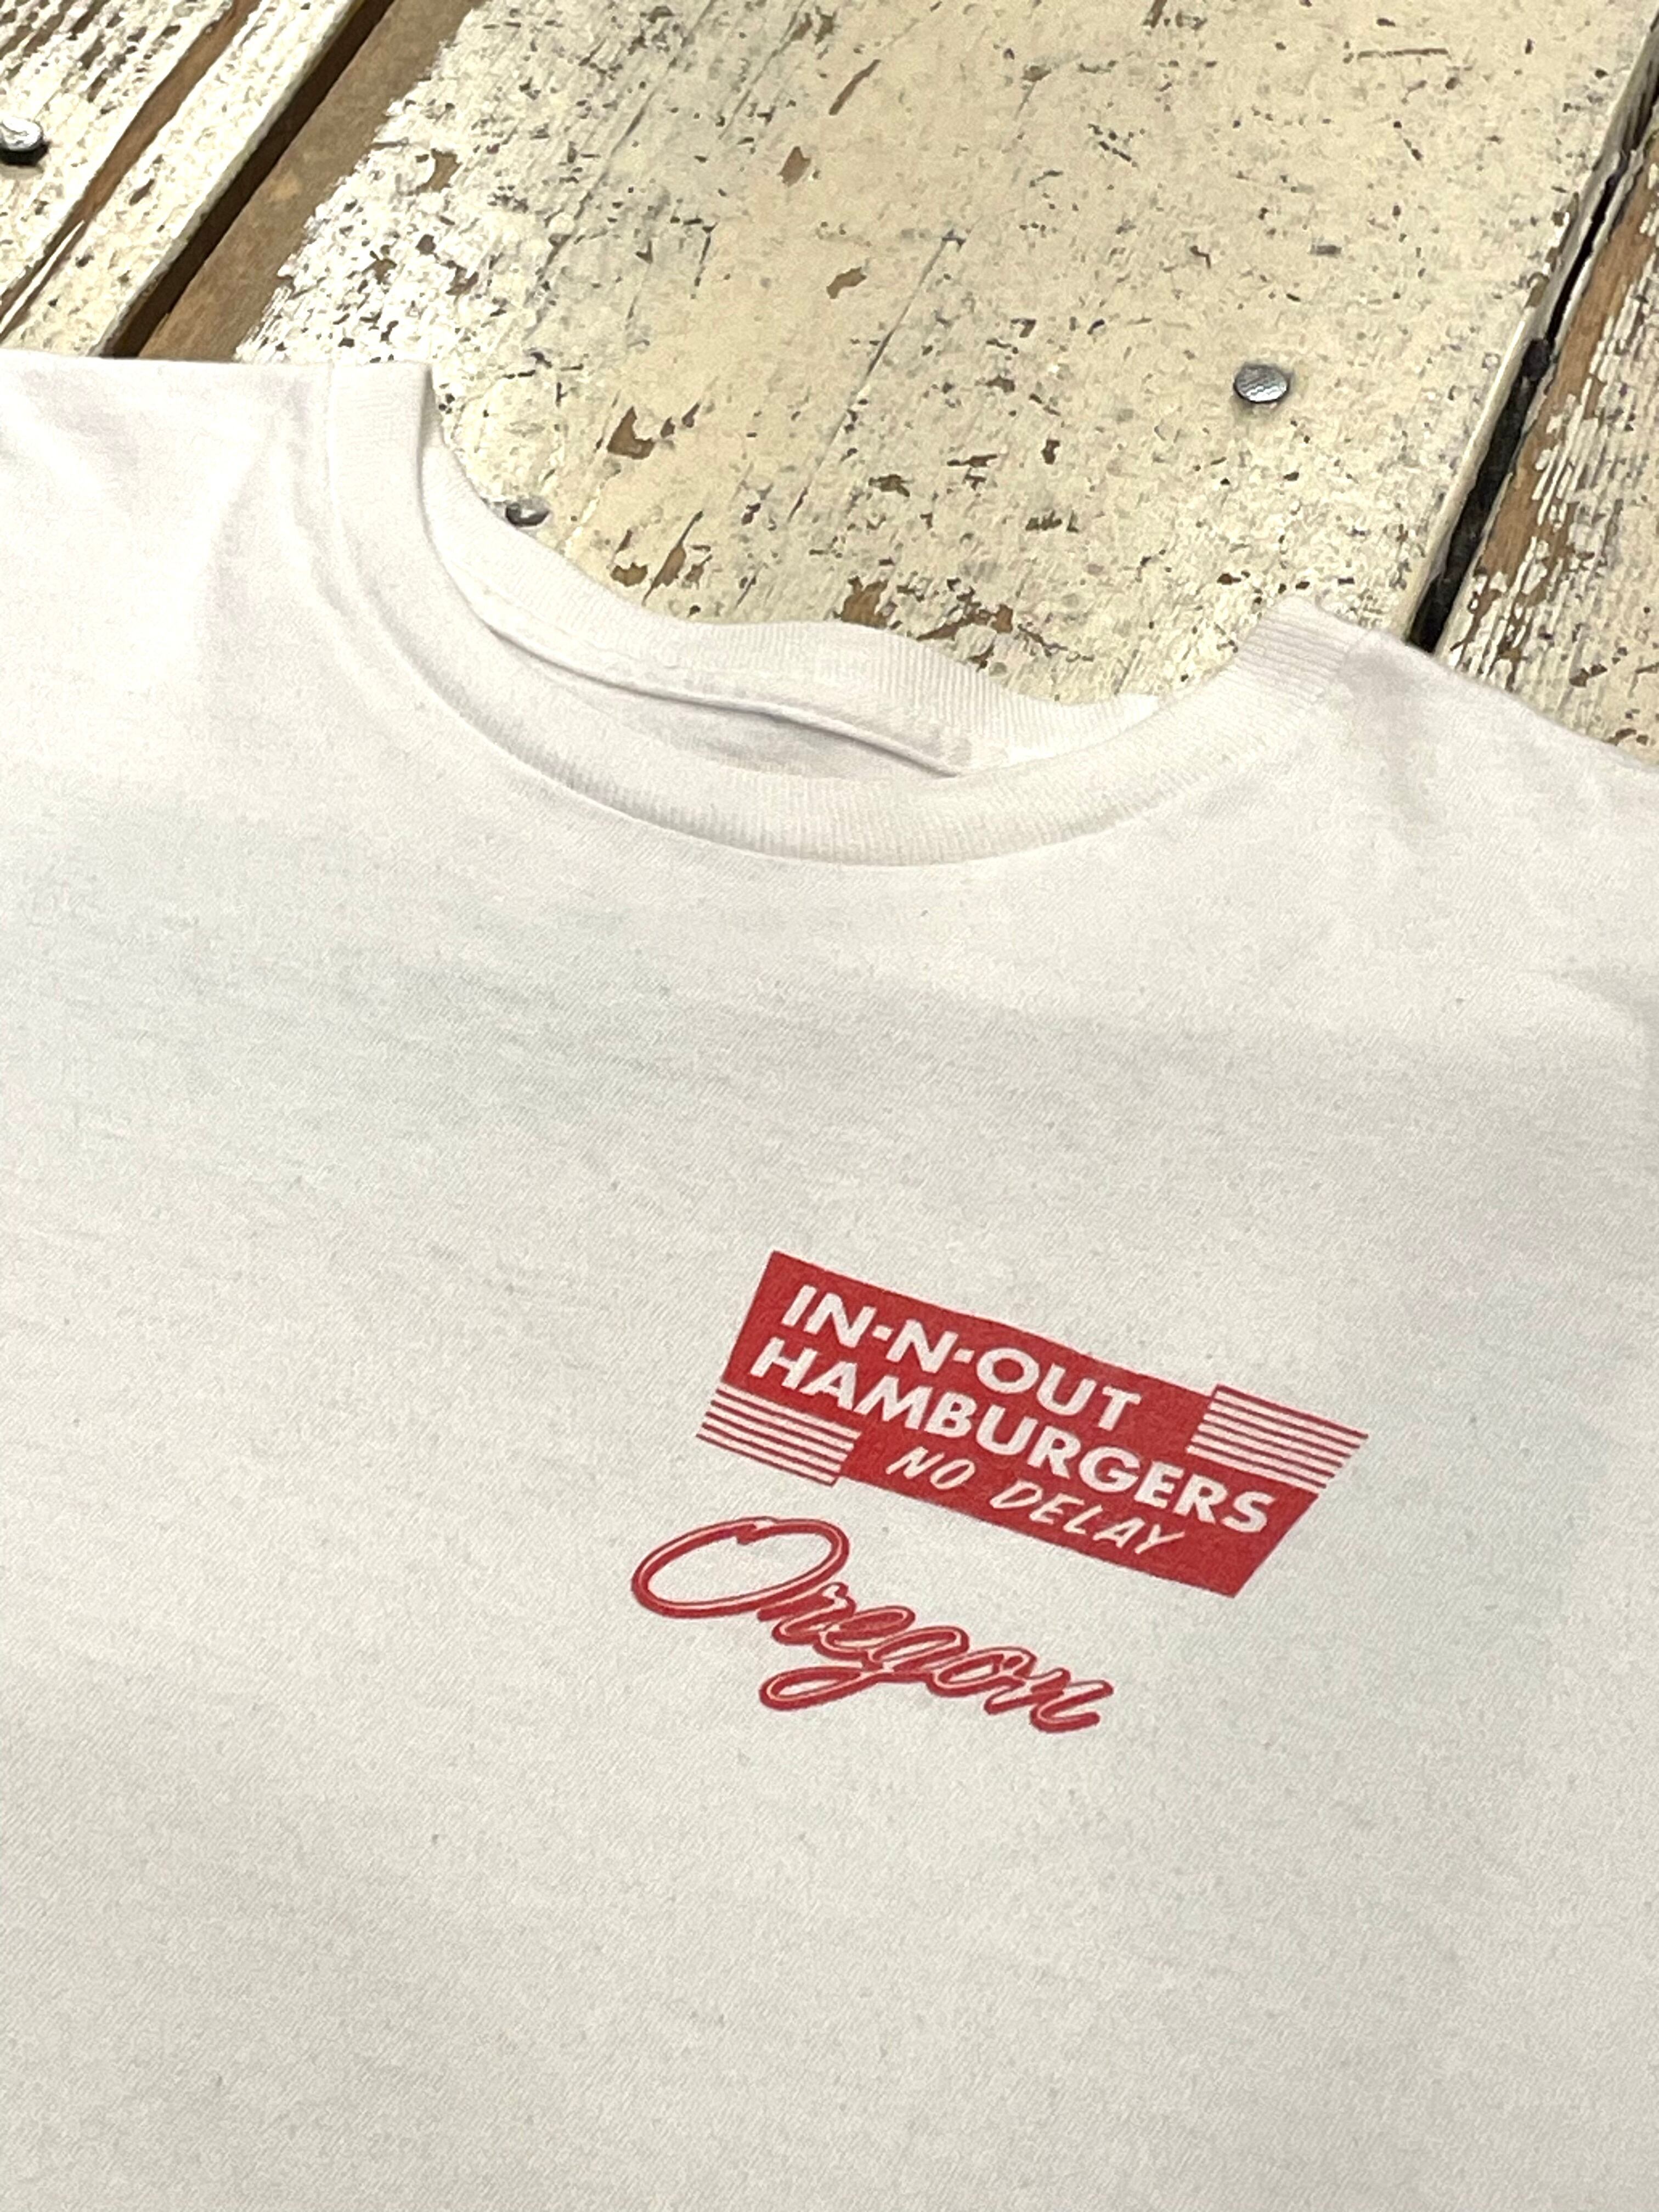 IN-N-OUT
HAMBURGERS
NO DELAY
Oregon